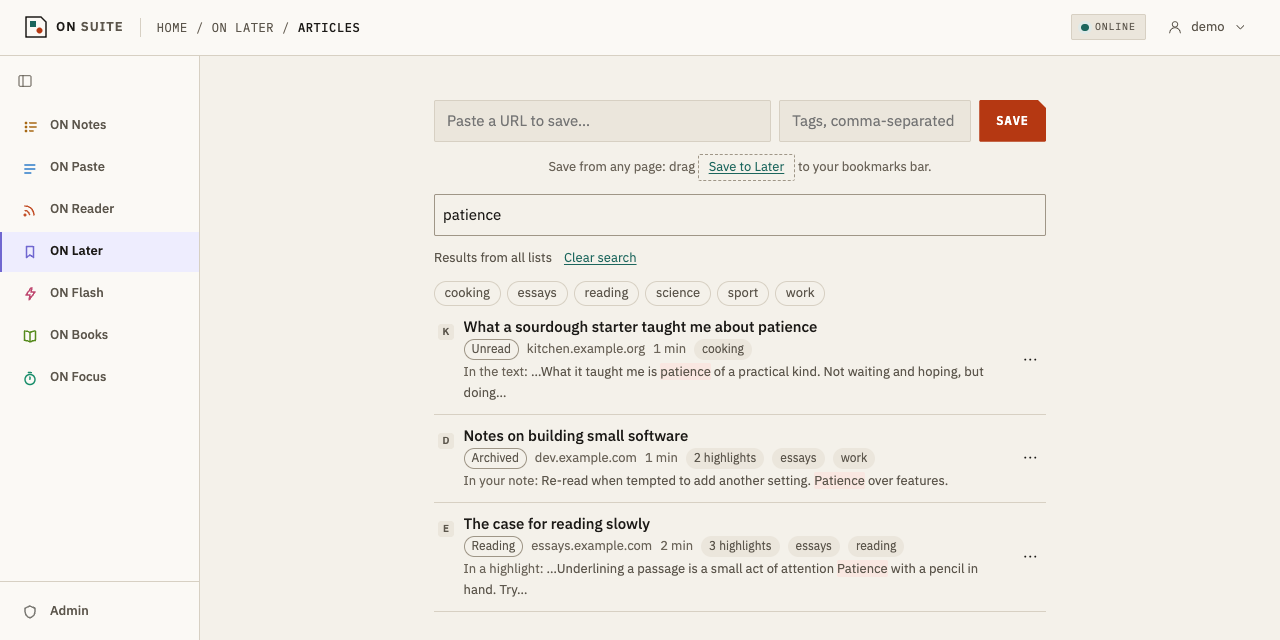 ON SUITE
HOME / ON LATER / ARTICLES
ONLINE
demo
ON Notes
ON Paste
ON Reader
ON Later
ON Flash
ON Books
ON Focus
Admin
Paste a URL to save...
Tags, comma-separated
SAVE
Save from any page: drag Save to Later to your bookmarks bar.
patience
Results from all lists Clear search
cooking essays reading science sport work
K What a sourdough starter taught me about patience
Unread kitchen.example.org 1 min cooking
In the text: …What it taught me is patience of a practical kind. Not waiting and hoping, but
doing…
D Notes on building small software
Archived dev.example.com 1 min 2 highlights essays work
In your note: Re-read when tempted to add another setting. Patience over features.
E The case for reading slowly
Reading essays.example.com 2 min 3 highlights essays reading
In a highlight: …Underlining a passage is a small act of attention Patience with a pencil in
hand. Try…